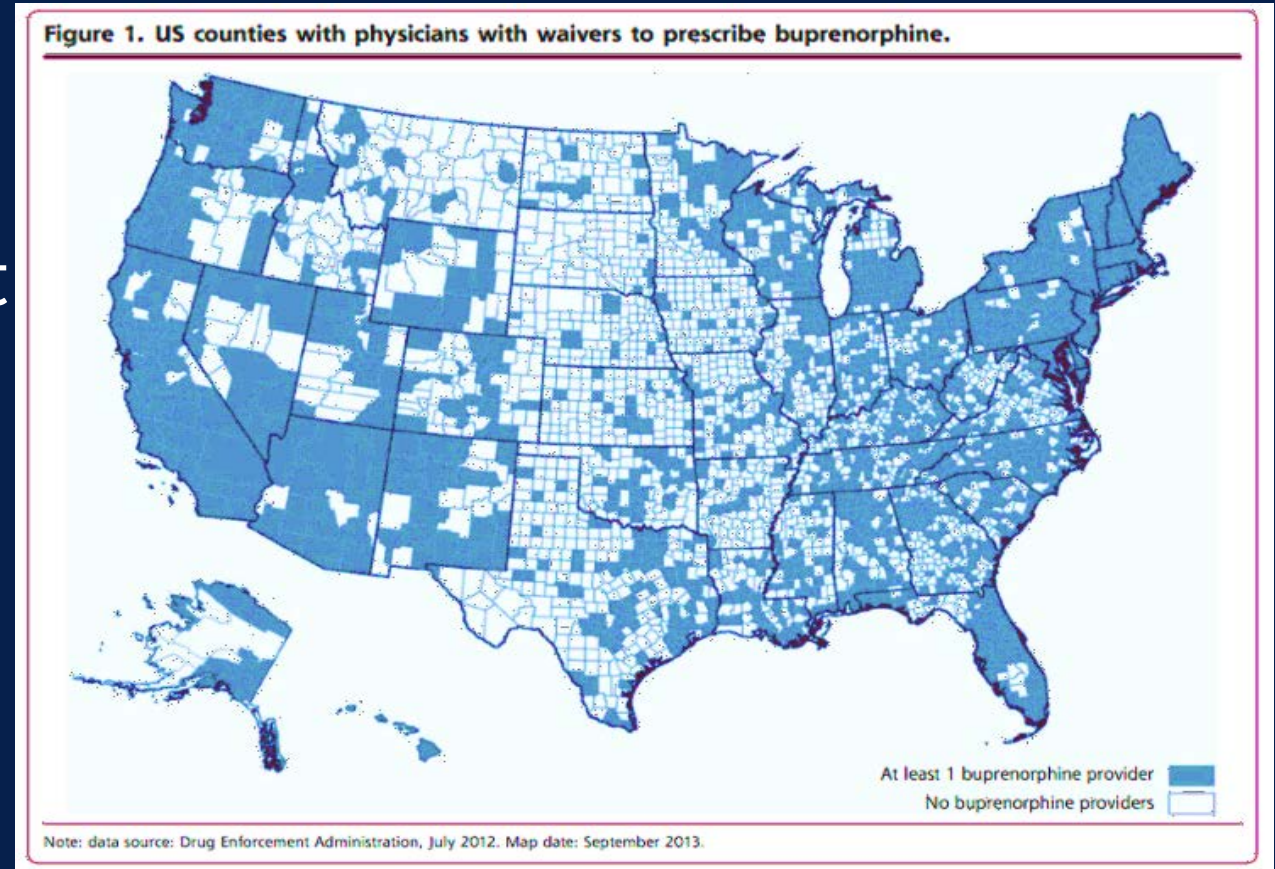 Figure 1. US counties with physicians with waivers to prescribe buprenorphine.
At least 1 buprenorphine provider
No buprenorphine providers
Note: data source: Drug Enforcement Administration, July 2012. Map date: September 2013.